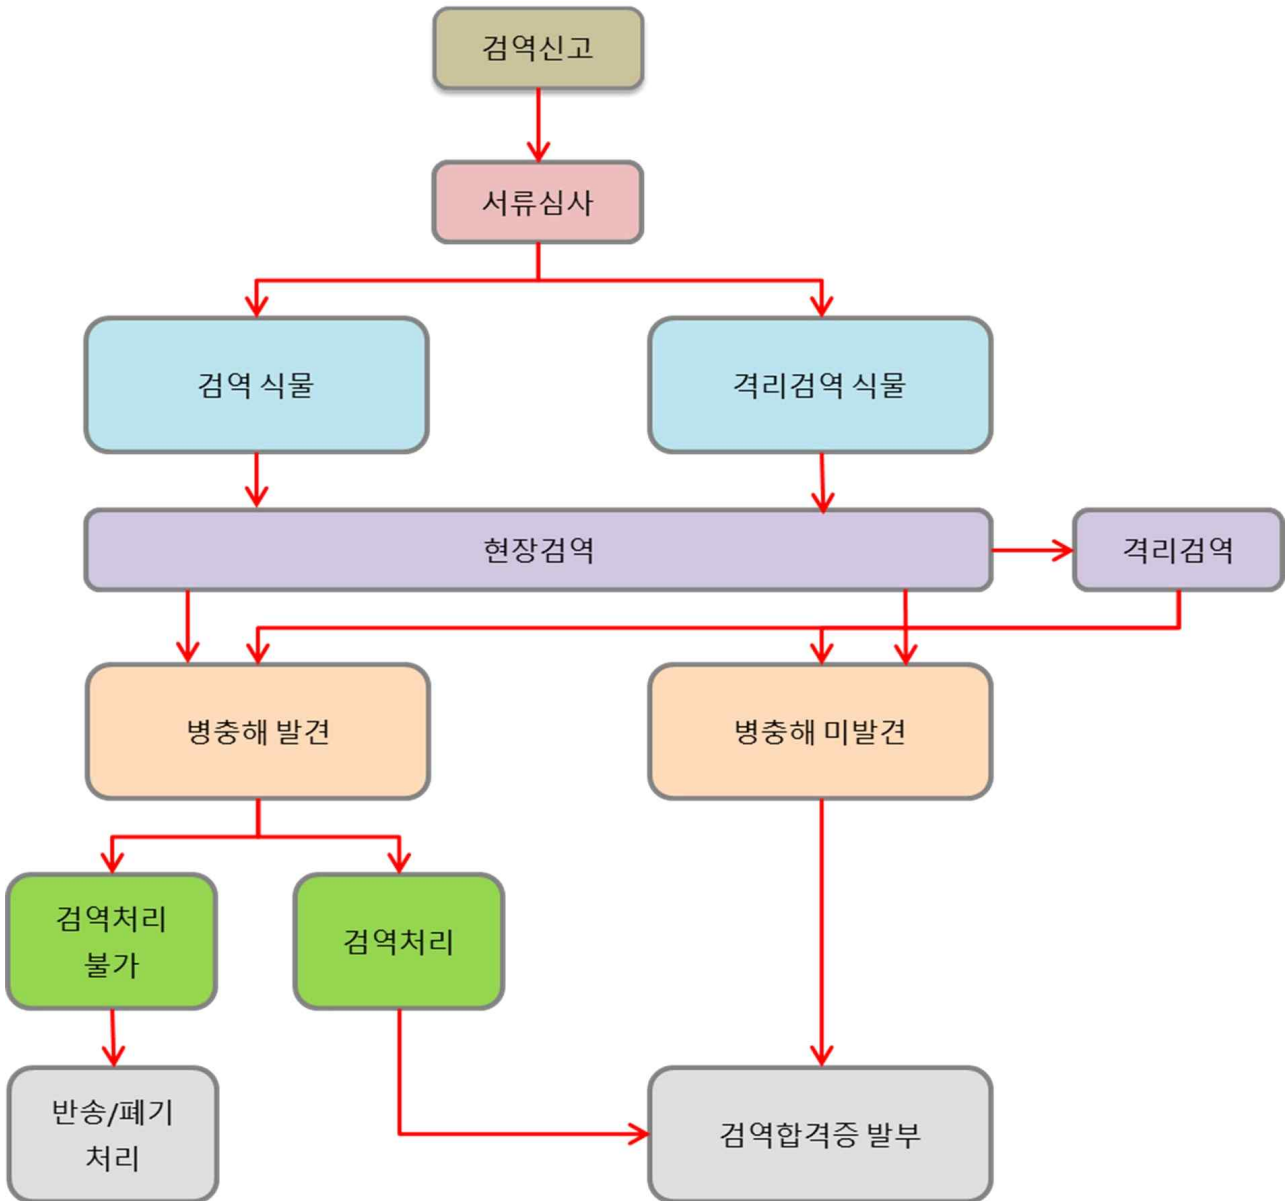 검역신고
서류심사
검역 식물
격리검역 식물
현장검역
격리검역
병충해 발견
병충해 미발견
검역처리
불가
검역처리
반송/폐기
처리
검역합격증 발부